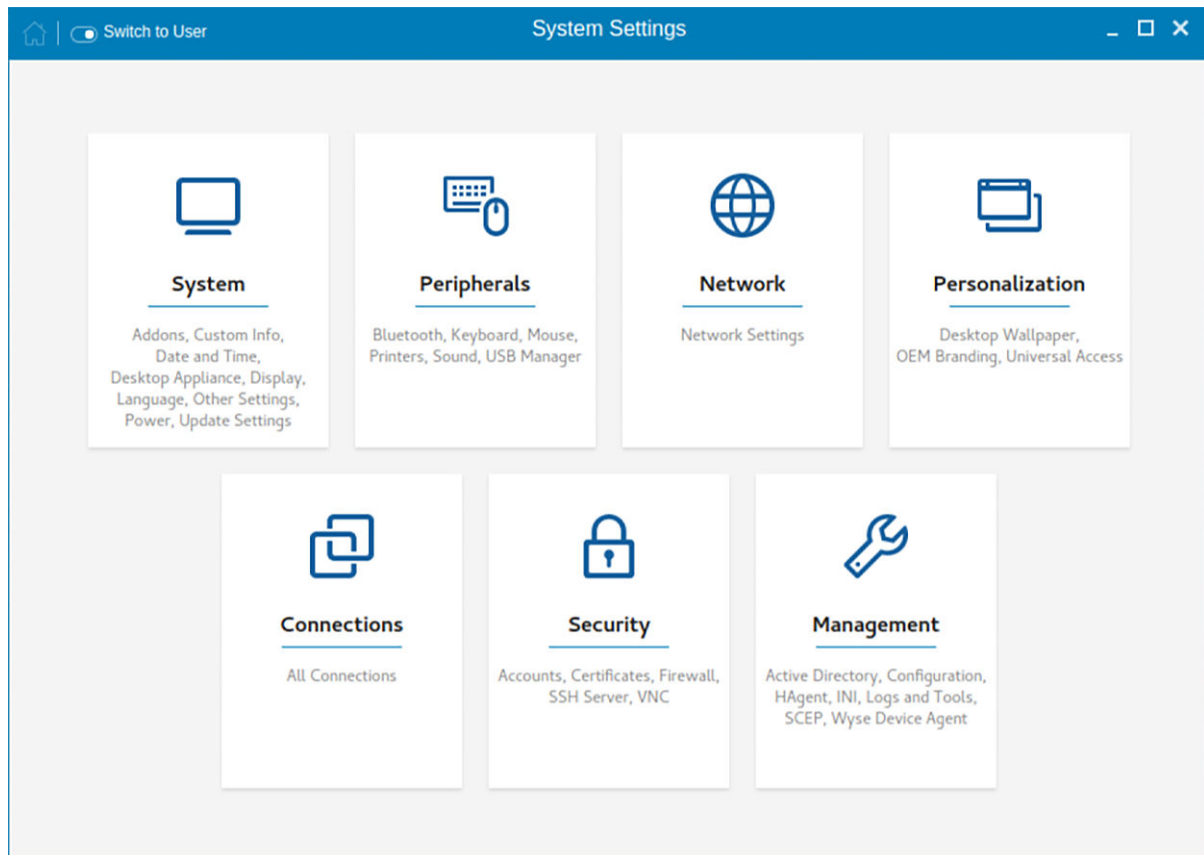 Switch to User
System Settings
System
Addons, Custom Info,
Date and Time,
Desktop Appliance, Display,
Language, Other Settings,
Power, Update Settings
Peripherals
Bluetooth, Keyboard, Mouse,
Printers, Sound, USB Manager
Network
Network Settings
Personalization
Desktop Wallpaper,
OEM Branding, Universal Access
Connections
All Connections
Security
Accounts, Certificates, Firewall,
SSH Server, VNC
Management
Active Directory, Configuration,
HAgent, INI, Logs and Tools,
SCEP, Wyse Device Agent